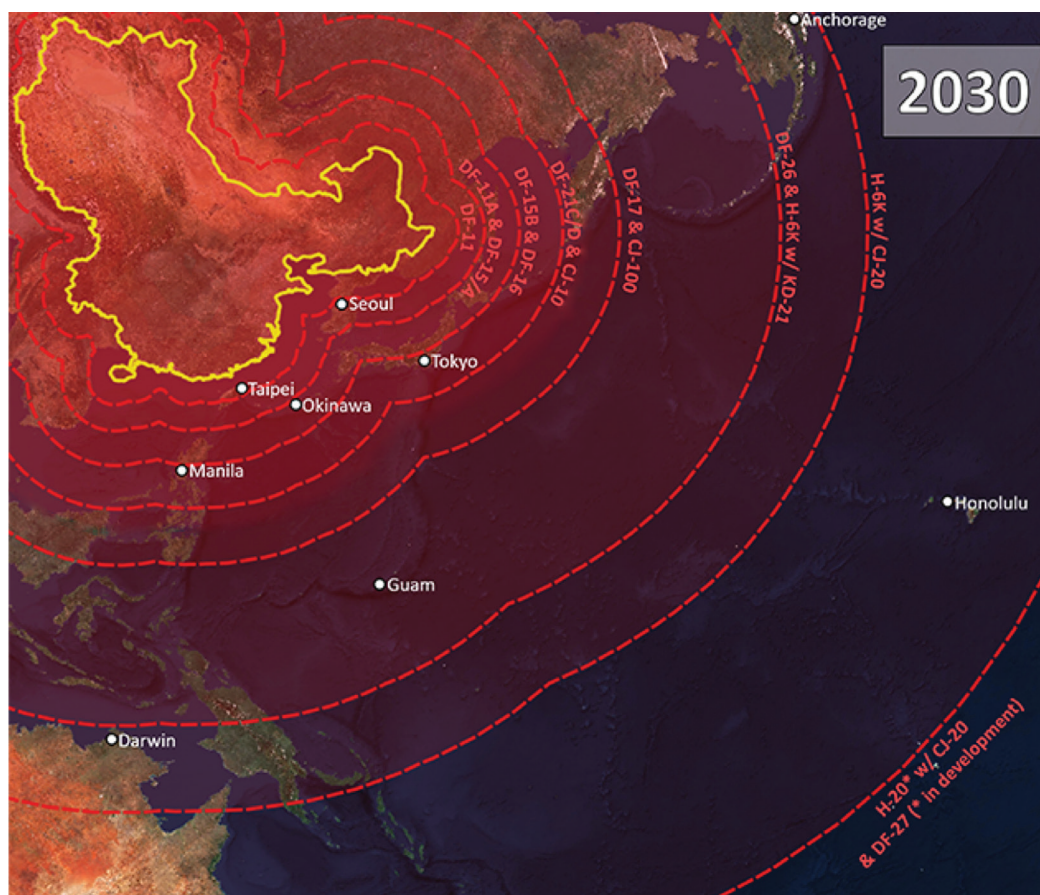 Anchorage
2030
DF-11
DF-11A & DF-15/A
DF-15B & DF-16
DF-21C/D & CJ-10
DF-17 & CJ-100
DF-26 & H-6K w/ KD-21
H-6K w/ CJ-20
Seoul
Tokyo
Taipei
Okinawa
Manila
Honolulu
Guam
Darwin
H-20* w/ CJ-20
& DF-27 (* in development)